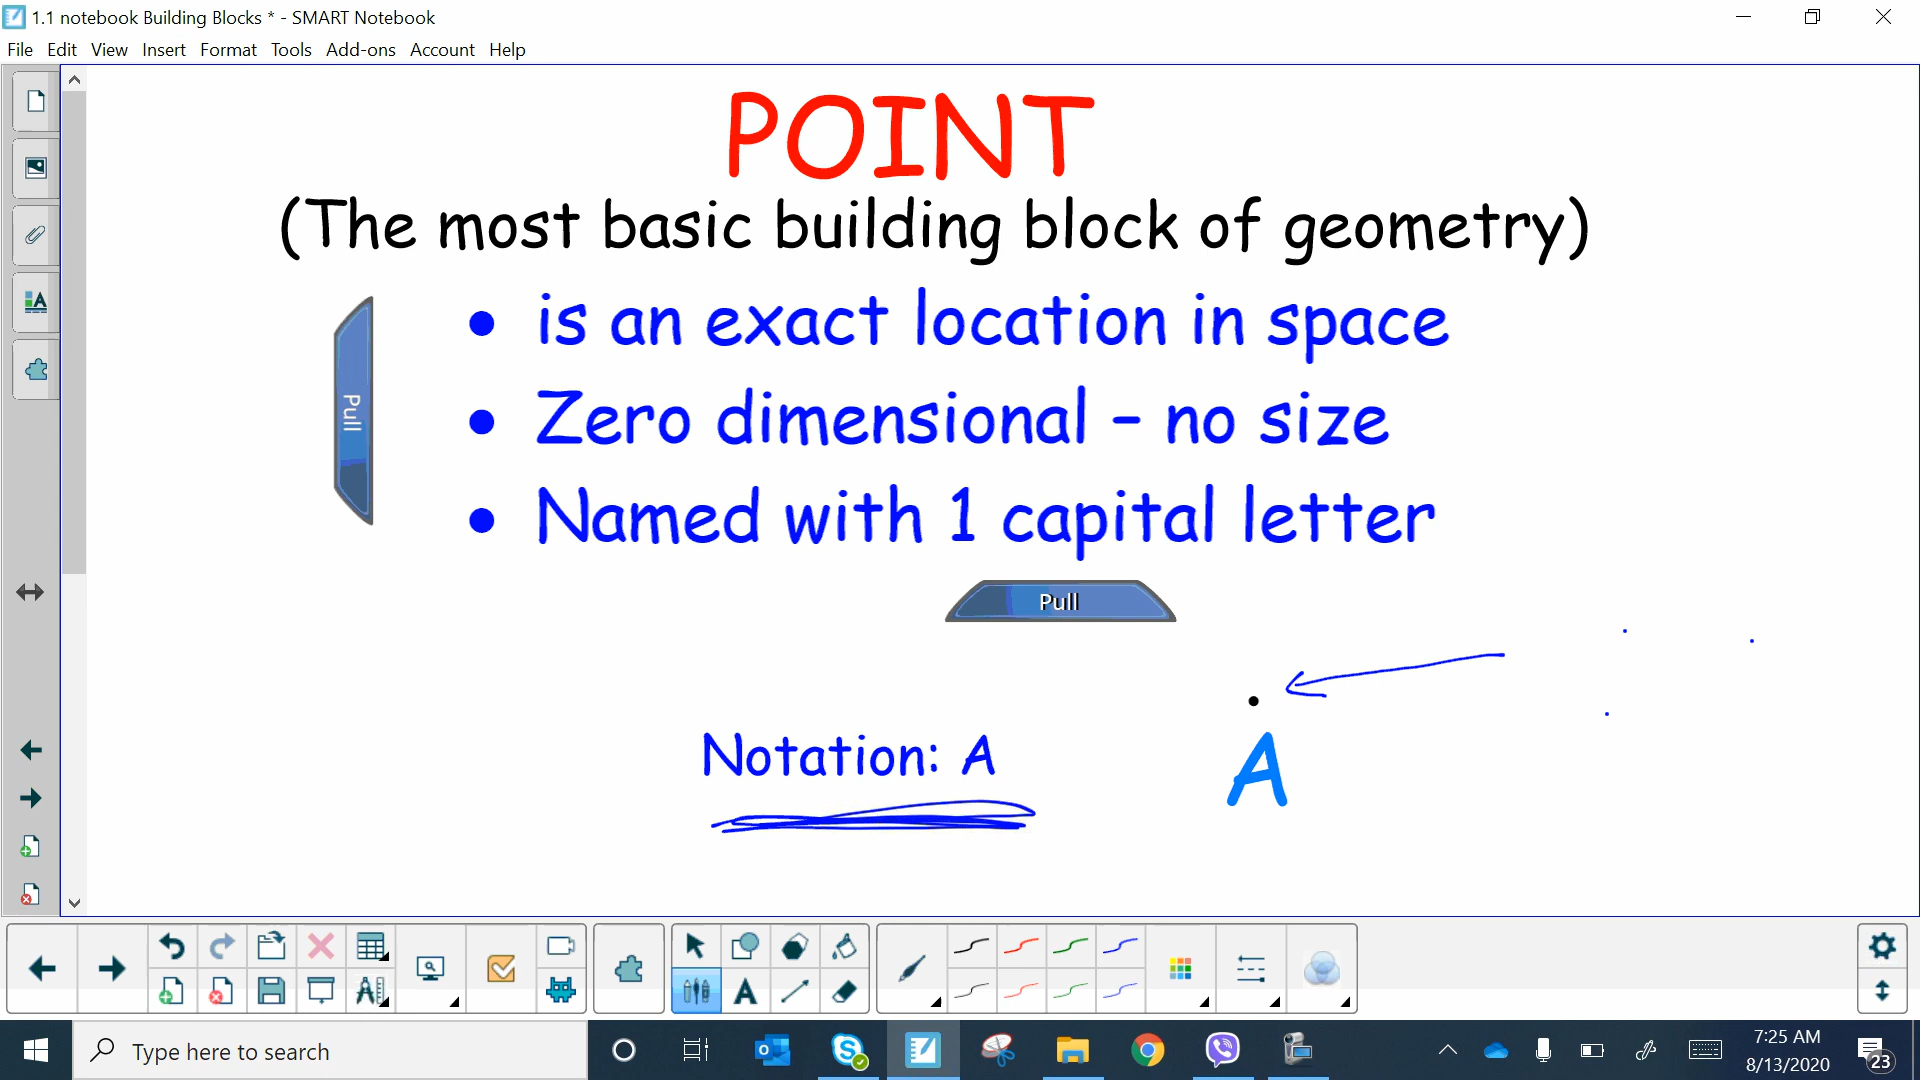 1.1 notebook Building Blocks * - SMART Notebook
File Edit View Insert Format Tools Add-ons Account Help
POINT
(The most basic building block of geometry)
• is an exact location in space
• Zero dimensional – no size
• Named with 1 capital letter
Pull
Pull
Notation: A
A
Type here to search
7:25 AM
8/13/2020
23